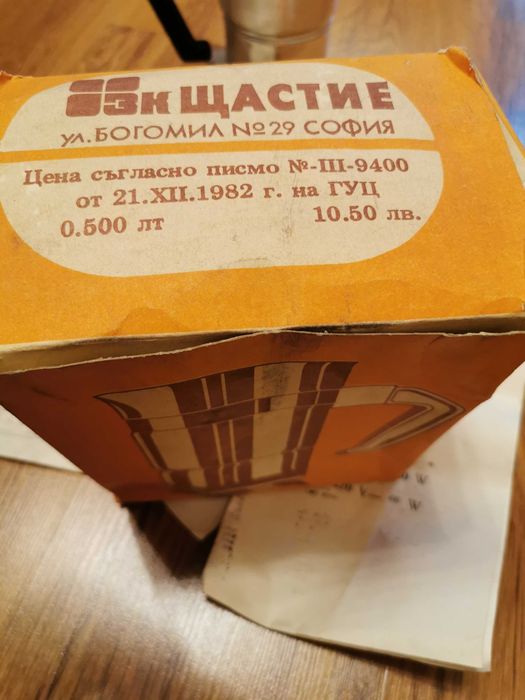 ЗК ЩАСТИЕ
ул. БОГОМИЛ №29 СОФИЯ
Цена съгласно писмо №-III-9400
от 21.XII.1982 г. на ГУЦ
0.500 лт 10.50 лв.